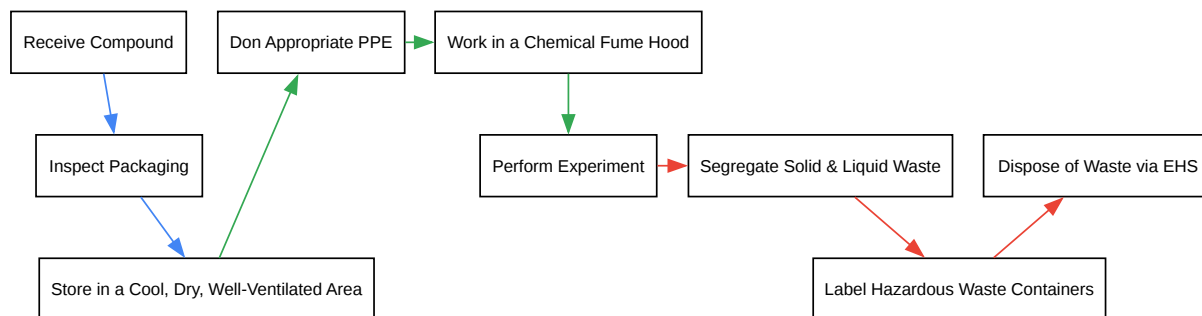 Receive Compound
Don Appropriate PPE
Work in a Chemical Fume Hood
Inspect Packaging
Perform Experiment
Segregate Solid & Liquid Waste
Dispose of Waste via EHS
Store in a Cool, Dry, Well-Ventilated Area
Label Hazardous Waste Containers